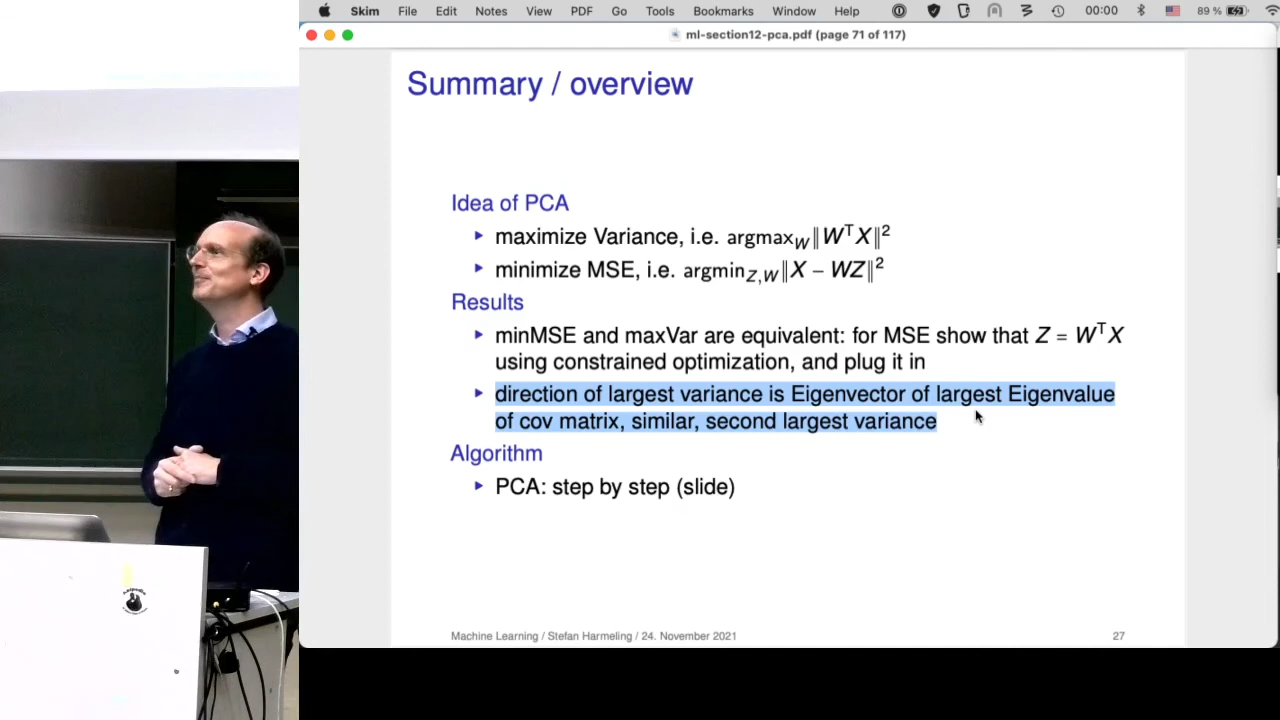 Skim File Edit Notes View PDF Go Tools Bookmarks Window Help 00:00 89 %
ml-section12-pca.pdf (page 71 of 117)
Summary / overview
Idea of PCA
▸ maximize Variance, i.e. argmax_W‖WᵀX‖²
▸ minimize MSE, i.e. argmin_{Z,W}‖X − WZ‖²
Results
▸ minMSE and maxVar are equivalent: for MSE show that Z = WᵀX
using constrained optimization, and plug it in
▸ direction of largest variance is Eigenvector of largest Eigenvalue
of cov matrix, similar, second largest variance
Algorithm
▸ PCA: step by step (slide)
Machine Learning / Stefan Harmeling / 24. November 2021 27